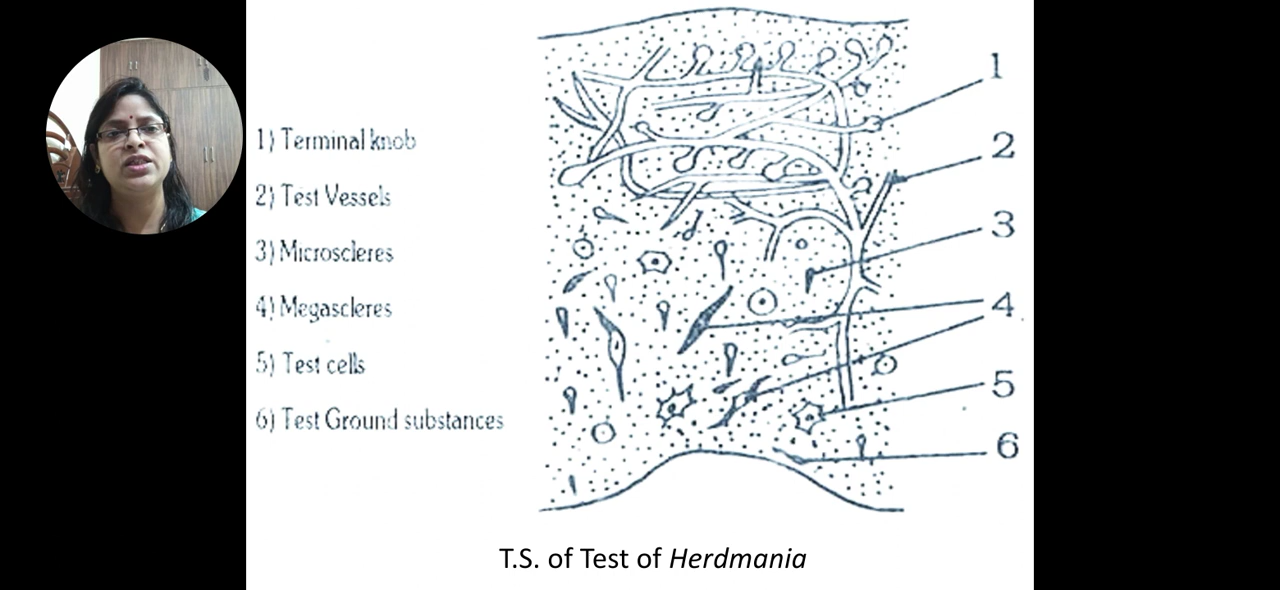 1) Terminal knob
2) Test Vessels
3) Microscleres
4) Megascleres
5) Test cells
6) Test Ground substances
1
2
3
4
5
6
T.S. of Test of Herdmania